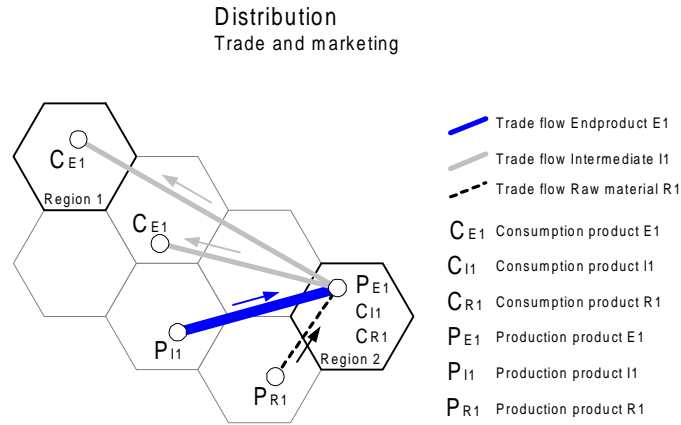 Distribution
Trade and marketing
CE1
Region 1
CE1
PE1
CI1
CR1
Region 2
PI1
PR1
Trade flow Endproduct E1
Trade flow Intermediate I1
Trade flow Raw material R1
CE1 Consumption product E1
CI1 Consumption product I1
CR1 Consumption product R1
PE1 Production product E1
PI1 Production product I1
PR1 Production product R1